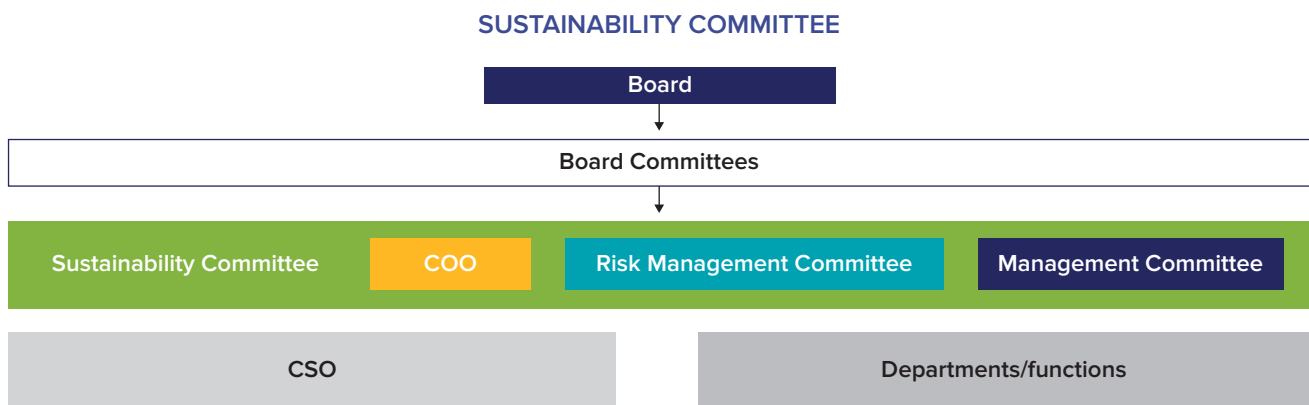 SUSTAINABILITY COMMITTEE
Board
Board Committees
Sustainability Committee
COO
Risk Management Committee
Management Committee
CSO
Departments/functions